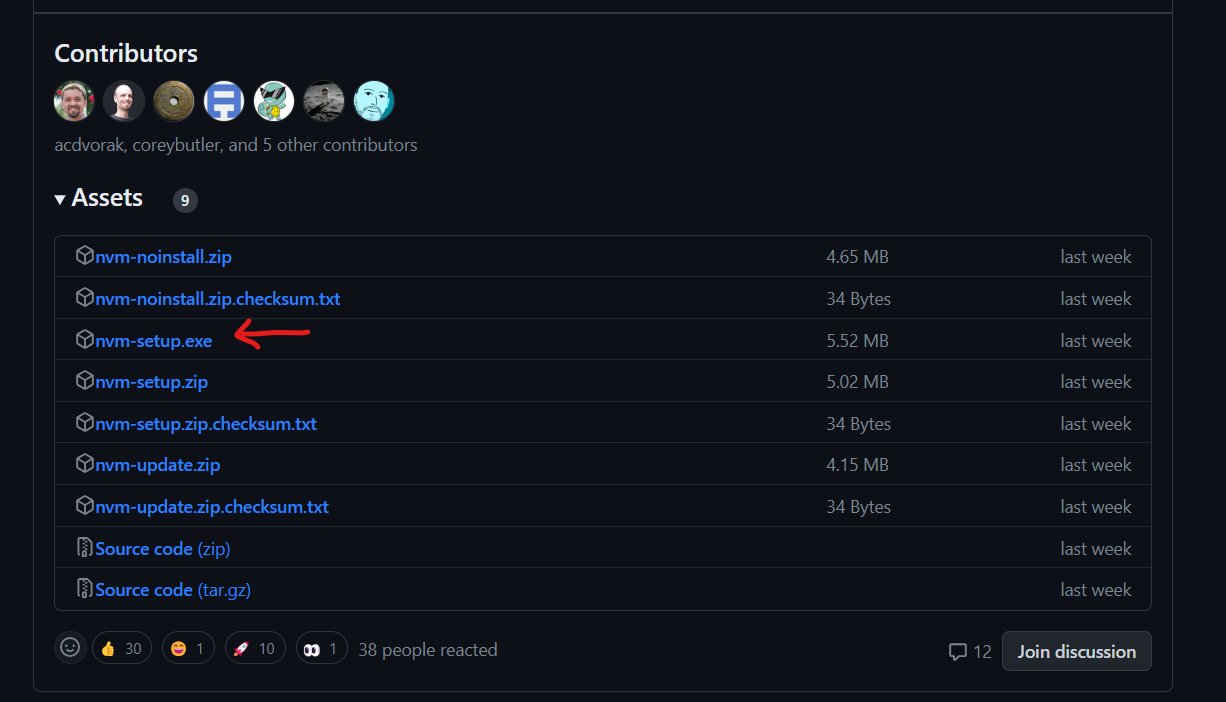 Contributors
acdvorak, coreybutler, and 5 other contributors
Assets 9
nvm-noinstall.zip 4.65 MB last week
nvm-noinstall.zip.checksum.txt 34 Bytes last week
nvm-setup.exe 5.52 MB last week
nvm-setup.zip 5.02 MB last week
nvm-setup.zip.checksum.txt 34 Bytes last week
nvm-update.zip 4.15 MB last week
nvm-update.zip.checksum.txt 34 Bytes last week
Source code (zip) last week
Source code (tar.gz) last week
👍 30 😄 1 🚀 10 👀 1 38 people reacted 12 Join discussion